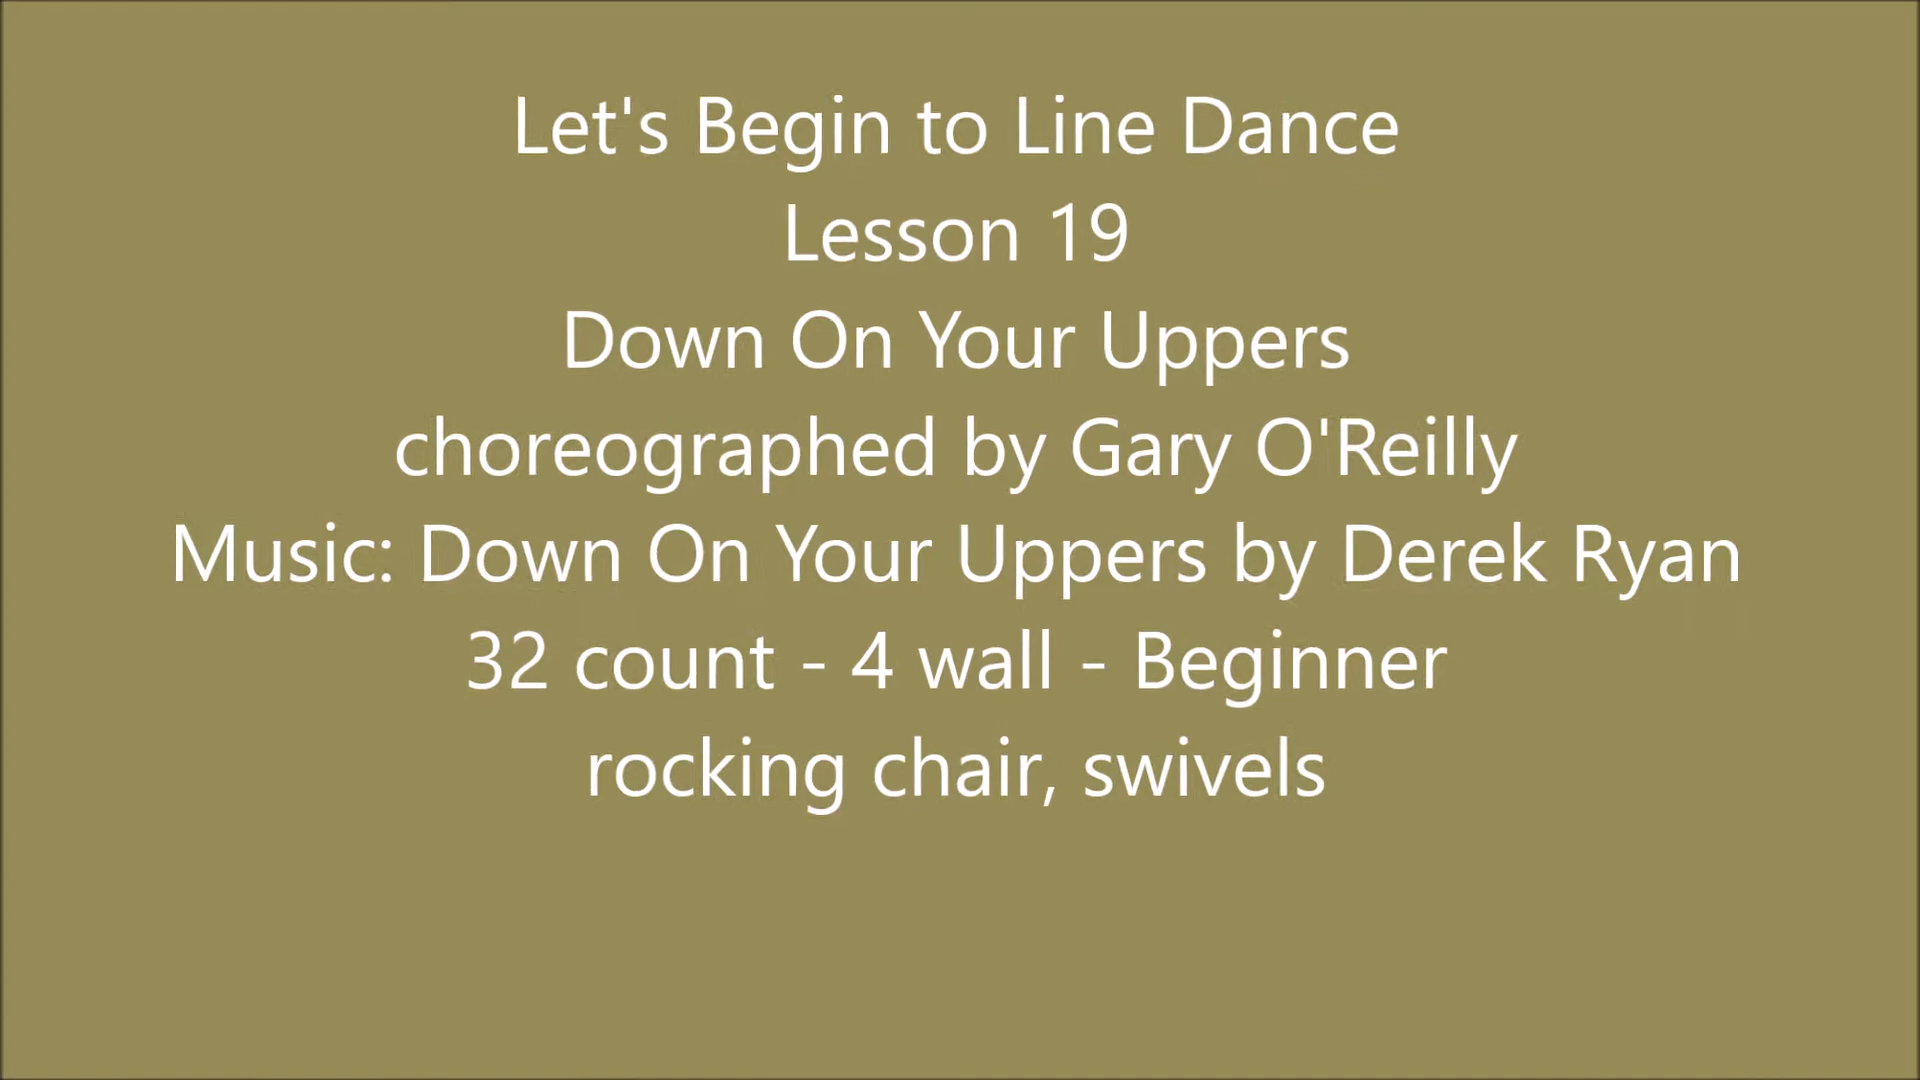 Let's Begin to Line Dance
Lesson 19
Down On Your Uppers
choreographed by Gary O'Reilly
Music: Down On Your Uppers by Derek Ryan
32 count - 4 wall - Beginner
rocking chair, swivels